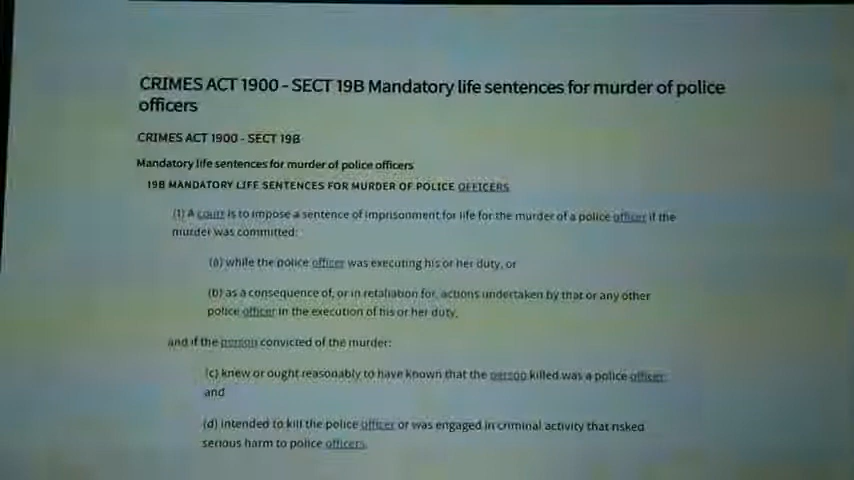 CRIMES ACT 1900 - SECT 19B Mandatory life sentences for murder of police
officers
CRIMES ACT 1900 - SECT 19B
Mandatory life sentences for murder of police officers
19B MANDATORY LIFE SENTENCES FOR MURDER OF POLICE OFFICERS
(1) A court is to impose a sentence of imprisonment for life for the murder of a police officer if the
murder was committed:
(a) while the police officer was executing his or her duty, or
(b) as a consequence of, or in retaliation for, actions undertaken by that or any other
police officer in the execution of his or her duty,
and if the person convicted of the murder:
(c) knew or ought reasonably to have known that the person killed was a police officer,
and
(d) intended to kill the police officer or was engaged in criminal activity that risked
serious harm to police officers.